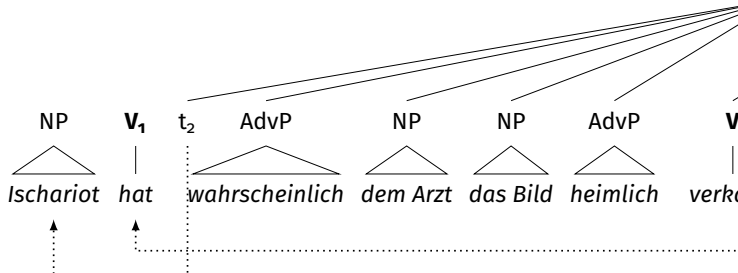 NP V₁ t₂ AdvP NP NP AdvP V
Ischariot hat wahrscheinlich dem Arzt das Bild heimlich